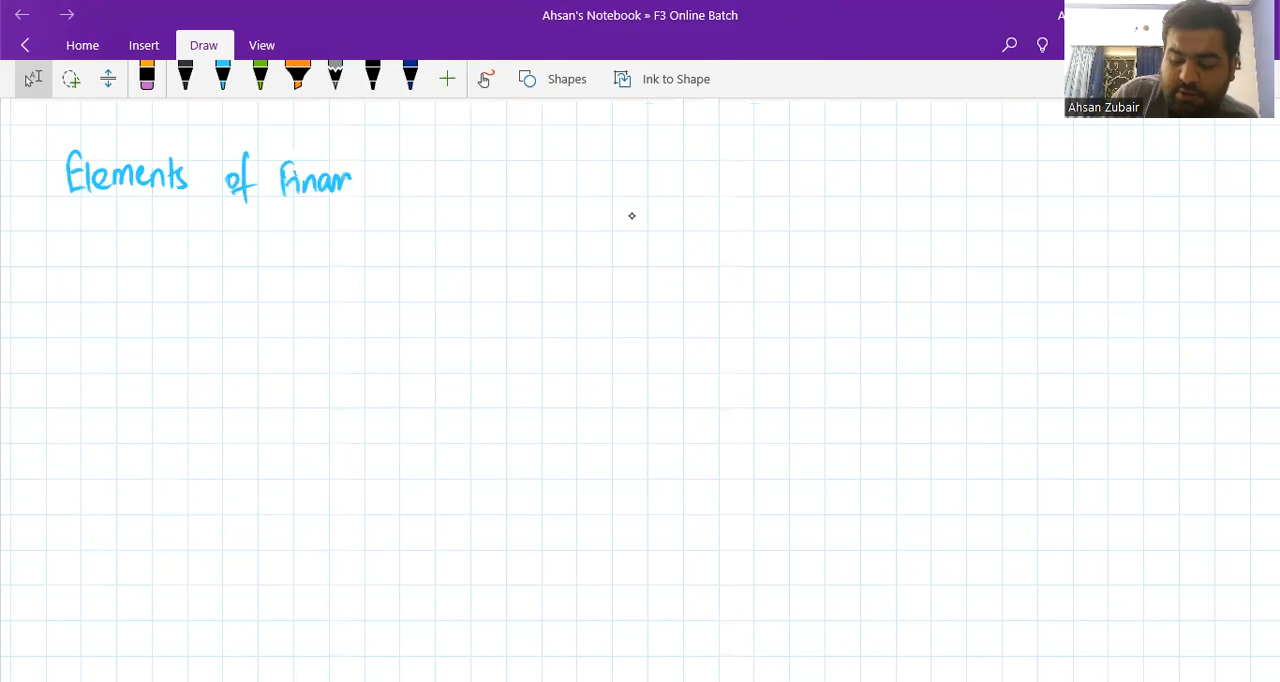 Ahsan's Notebook » F3 Online Batch
Home Insert Draw View
Shapes Ink to Shape
Ahsan Zubair
Elements of Finan